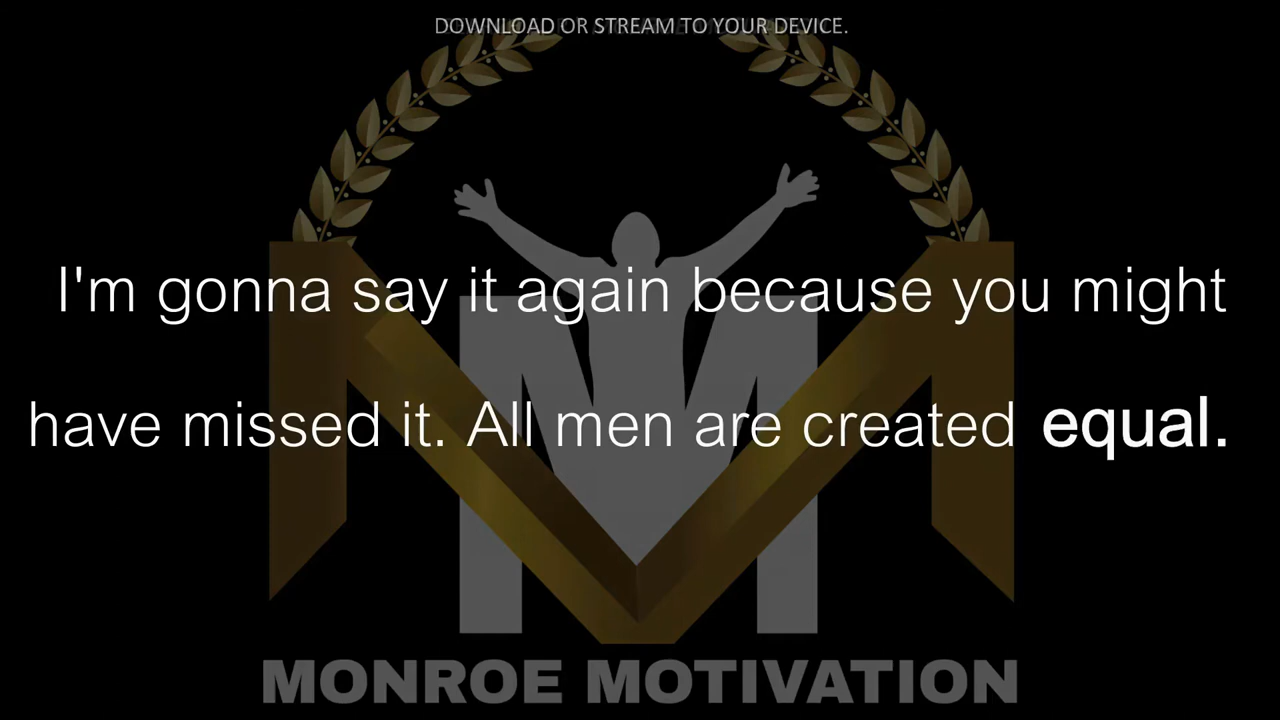 DOWNLOAD OR STREAM TO YOUR DEVICE.
I'm gonna say it again because you might
have missed it. All men are created equal.
MONROE MOTIVATION